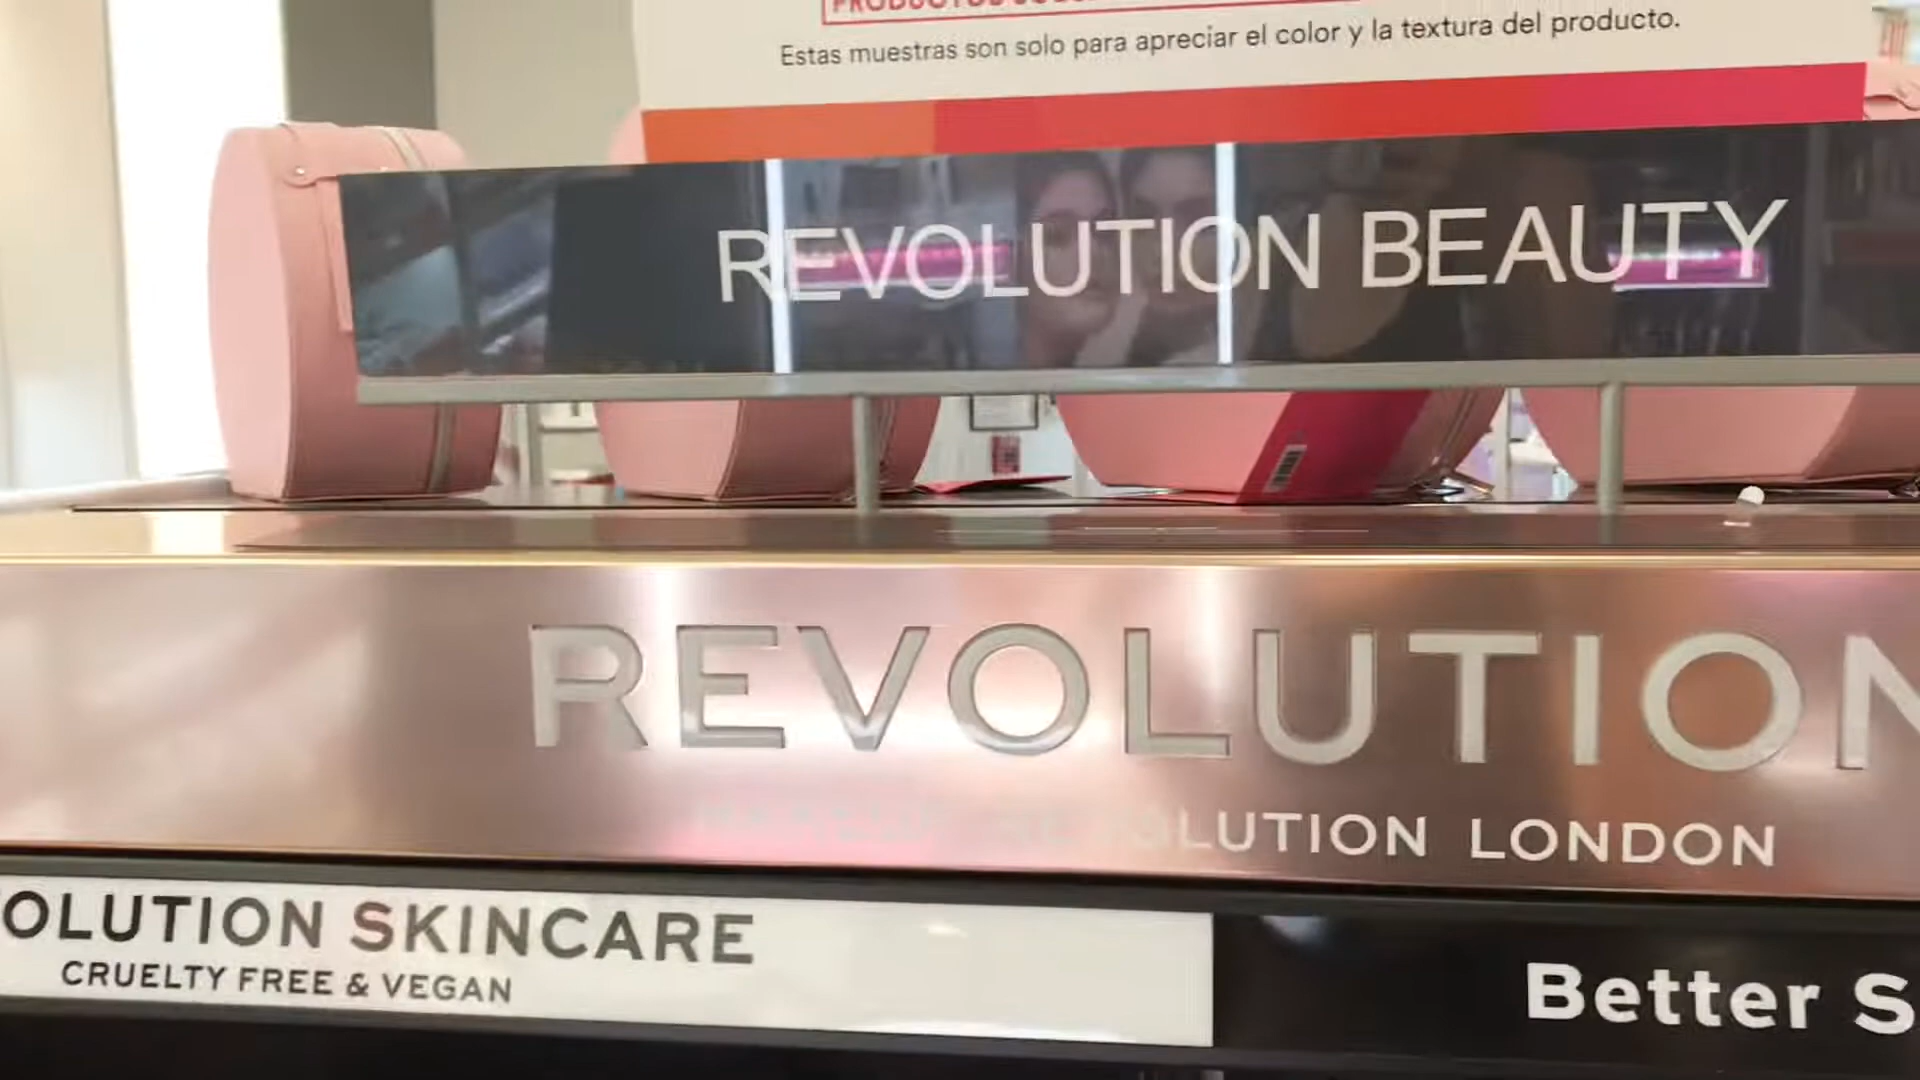 PRODUCTOS
Estas muestras son solo para apreciar el color y la textura del producto.
REVOLUTION BEAUTY
REVOLUTION
LUTION LONDON
OLUTION SKINCARE
CRUELTY FREE & VEGAN
Better S